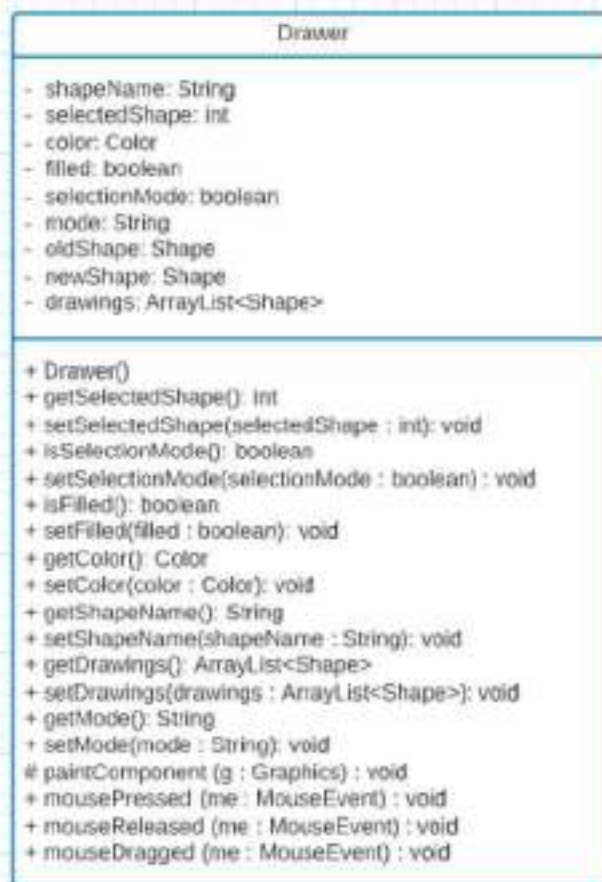 Drawer
- shapeName: String
- selectedShape: int
- color: Color
- filled: boolean
- selectionMode: boolean
- mode: String
- oldShape: Shape
- newShape: Shape
- drawings: ArrayList<Shape>
+ Drawer()
+ getSelectedShape(): int
+ setSelectedShape(selectedShape : int): void
+ isSelectionMode(): boolean
+ setSelectionMode(selectionMode : boolean) : void
+ isFilled(): boolean
+ setFilled(filled : boolean): void
+ getColor(): Color
+ setColor(color : Color): void
+ getShapeName(): String
+ setShapeName(shapeName : String): void
+ getDrawings(): ArrayList<Shape>
+ setDrawings(drawings : ArrayList<Shape>): void
+ getMode(): String
+ setMode(mode : String): void
# paintComponent (g : Graphics) : void
+ mousePressed (me : MouseEvent) : void
+ mouseReleased (me : MouseEvent) : void
+ mouseDragged (me : MouseEvent) : void